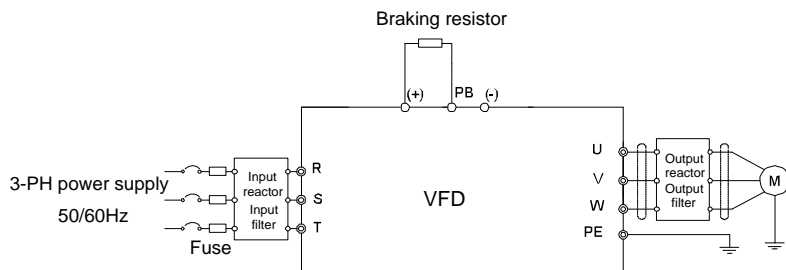 Braking resistor
(+)
PB
(-)
3-PH power supply
50/60Hz
Fuse
Input
reactor
Input
filter
R
S
T
VFD
U
V
W
PE
Output
reactor
Output
filter
M